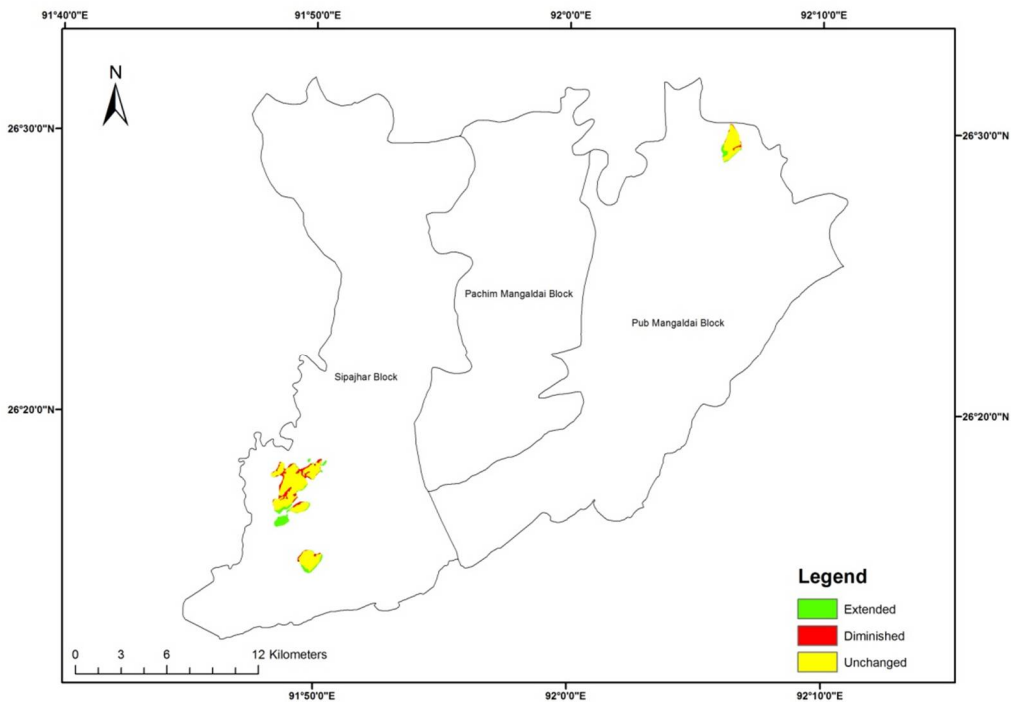 91°40'0"E 91°50'0"E 92°0'0"E 92°10'0"E
N
26°30'0"N 26°30'0"N
Pachim Mangaldai Block
Pub Mangaldai Block
Sipajhar Block
26°20'0"N 26°20'0"N
Legend
Extended
Diminished
Unchanged
0 3 6 12 Kilometers
91°50'0"E 92°0'0"E 92°10'0"E